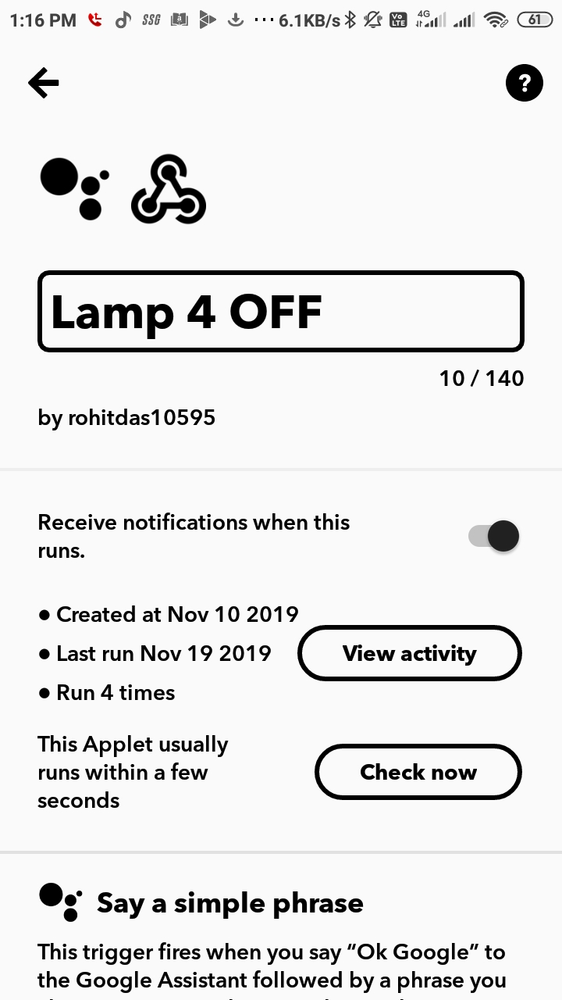 1:16 PM SSG a ... 6.1KB/s Vo LTE 4G 61
?
Lamp 4 OFF
10 / 140
by rohitdas10595
Receive notifications when this
runs.
● Created at Nov 10 2019
● Last run Nov 19 2019
View activity
● Run 4 times
This Applet usually
runs within a few
seconds
Check now
Say a simple phrase
This trigger fires when you say “Ok Google” to
the Google Assistant followed by a phrase you